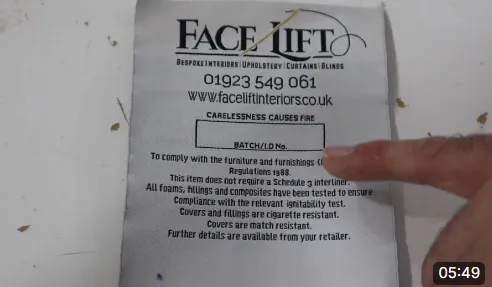 FACE LIFT
BESPOKE INTERIORS | UPHOLSTERY | CURTAINS | BLINDS
01923 549 061
www.faceliftinteriors.co.uk
CARELESSNESS CAUSES FIRE
BATCH/I.D No.
To comply with the furniture and furnishings (
Regulations 1988.
This item does not require a Schedule 3 interliner.
All foams, fillings and composites have been tested to ensure
Compliance with the relevant ignitability test.
Covers and fillings are cigarette resistant.
Covers are match resistant.
Further details are available from your retailer.
05:49